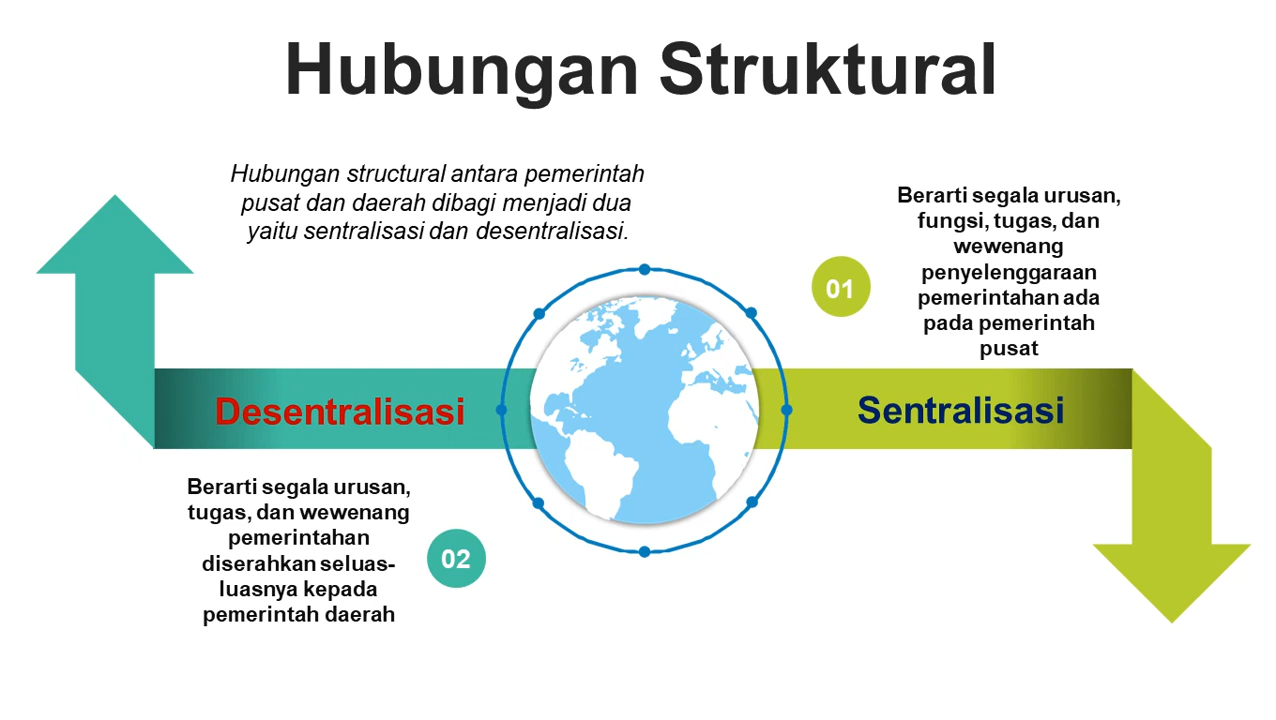 Hubungan Struktural
Hubungan structural antara pemerintah
pusat dan daerah dibagi menjadi dua
yaitu sentralisasi dan desentralisasi.
01
Berarti segala urusan,
fungsi, tugas, dan
wewenang
penyelenggaraan
pemerintahan ada
pada pemerintah
pusat
Desentralisasi
Sentralisasi
Berarti segala urusan,
tugas, dan wewenang
pemerintahan
diserahkan seluas-
luasnya kepada
pemerintah daerah
02